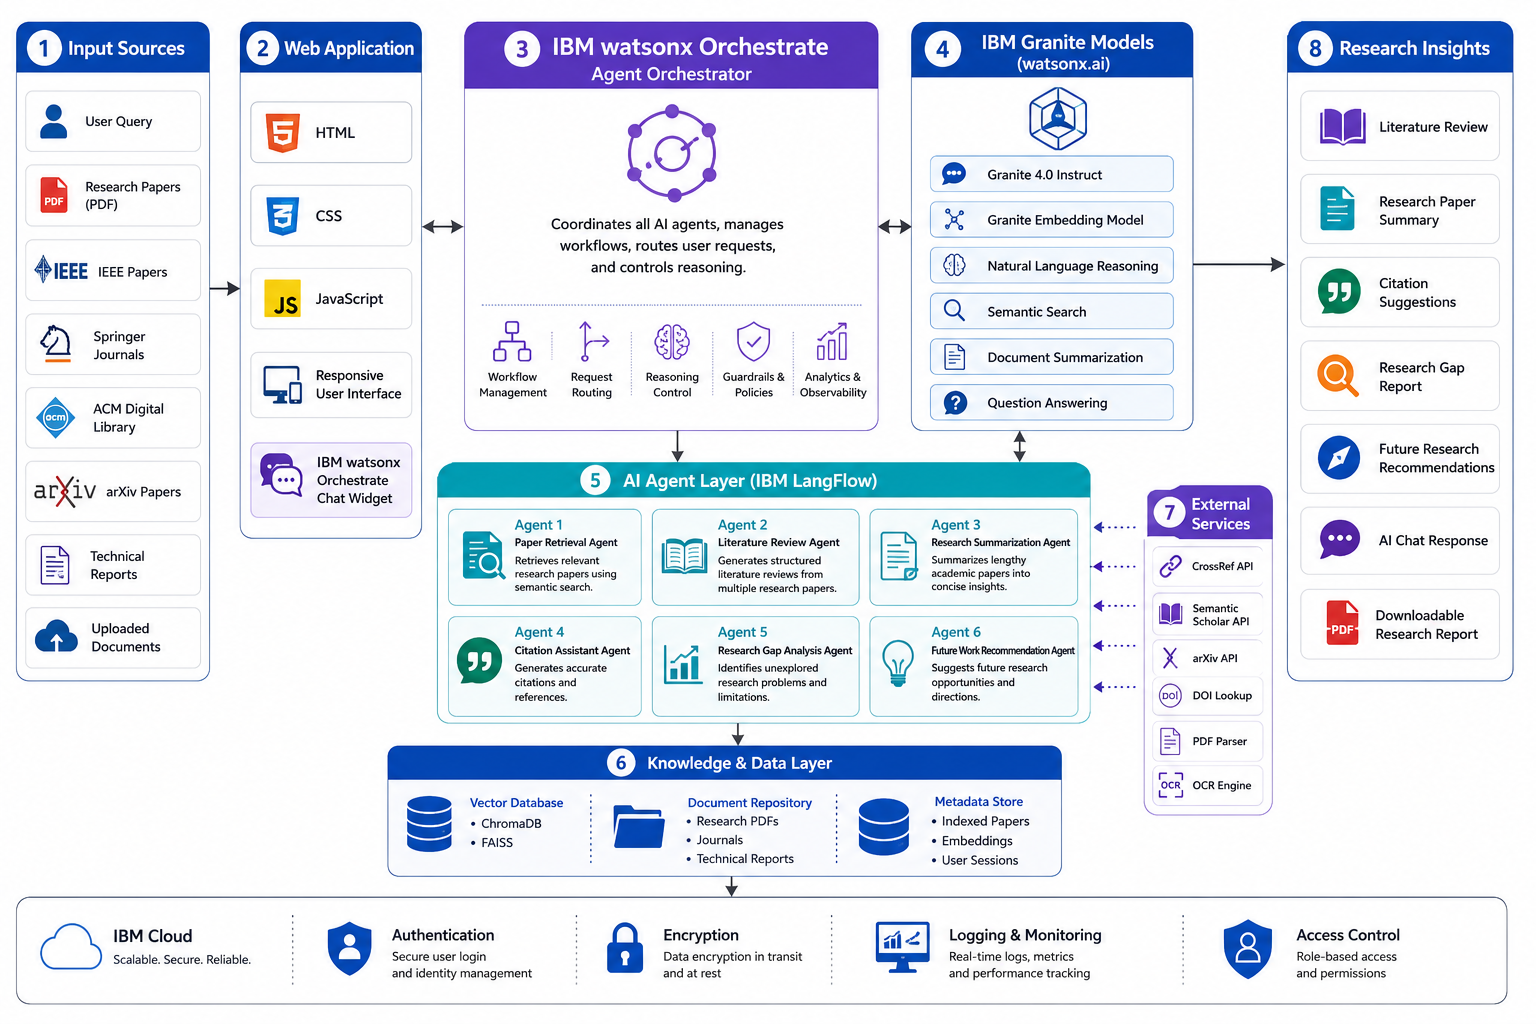 1 Input Sources
User Query
PDF
Research Papers
(PDF)
IEEE
IEEE Papers
Springer
Journals
acm
ACM Digital
Library
arXiv
arXiv Papers
Technical
Reports
Uploaded
Documents
2 Web Application
5
HTML
3
CSS
JS
JavaScript
Responsive
User Interface
IBM watsonx
Orchestrate
Chat Widget
3 IBM watsonx Orchestrate
Agent Orchestrator
Coordinates all AI agents, manages
workflows, routes user requests,
and controls reasoning.
Workflow
Management
Request
Routing
Reasoning
Control
Guardrails &
Policies
Analytics &
Observability
4 IBM Granite Models
(watsonx.ai)
Granite 4.0 Instruct
Granite Embedding Model
Natural Language Reasoning
Semantic Search
Document Summarization
Question Answering
5 AI Agent Layer (IBM LangFlow)
Agent 1
Paper Retrieval Agent
Retrieves relevant
research papers using
semantic search.
Agent 2
Literature Review Agent
Generates structured
literature reviews from
multiple research papers.
Agent 3
Research Summarization Agent
Summarizes lengthy
academic papers into
concise insights.
Agent 4
Citation Assistant Agent
Generates accurate
citations and
references.
Agent 5
Research Gap Analysis Agent
Identifies unexplored
research problems and
limitations.
Agent 6
Future Work Recommendation Agent
Suggests future research
opportunities and
directions.
6 Knowledge & Data Layer
Vector Database
• ChromaDB
• FAISS
Document Repository
• Research PDFs
• Journals
• Technical Reports
Metadata Store
• Indexed Papers
• Embeddings
• User Sessions
7 External
Services
CrossRef API
Semantic
Scholar API
arXiv API
DOI
DOI Lookup
PDF Parser
OCR
OCR Engine
8 Research Insights
Literature Review
Research Paper
Summary
Citation
Suggestions
Research Gap
Report
Future Research
Recommendations
AI Chat Response
PDF
Downloadable
Research Report
IBM Cloud
Scalable. Secure. Reliable.
Authentication
Secure user login
and identity management
Encryption
Data encryption in transit
and at rest
Logging & Monitoring
Real-time logs, metrics
and performance tracking
Access Control
Role-based access
and permissions